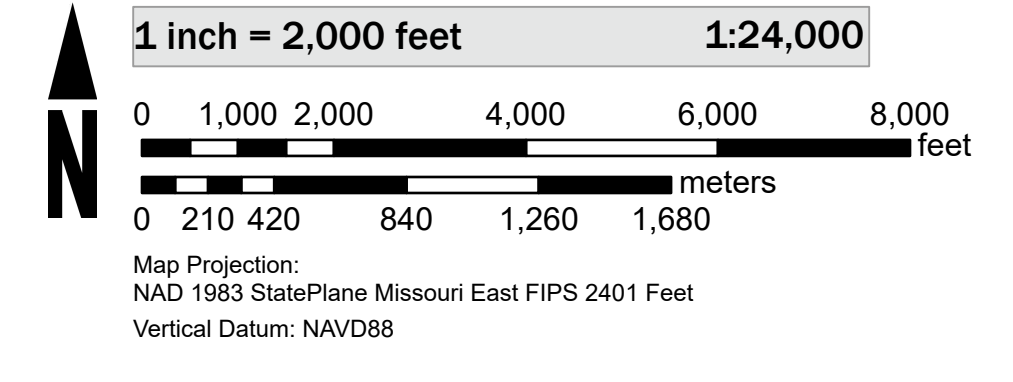 N
1 inch = 2,000 feet 1:24,000
0 1,000 2,000 4,000 6,000 8,000
feet
meters
0 210 420 840 1,260 1,680
Map Projection:
NAD 1983 StatePlane Missouri East FIPS 2401 Feet
Vertical Datum: NAVD88